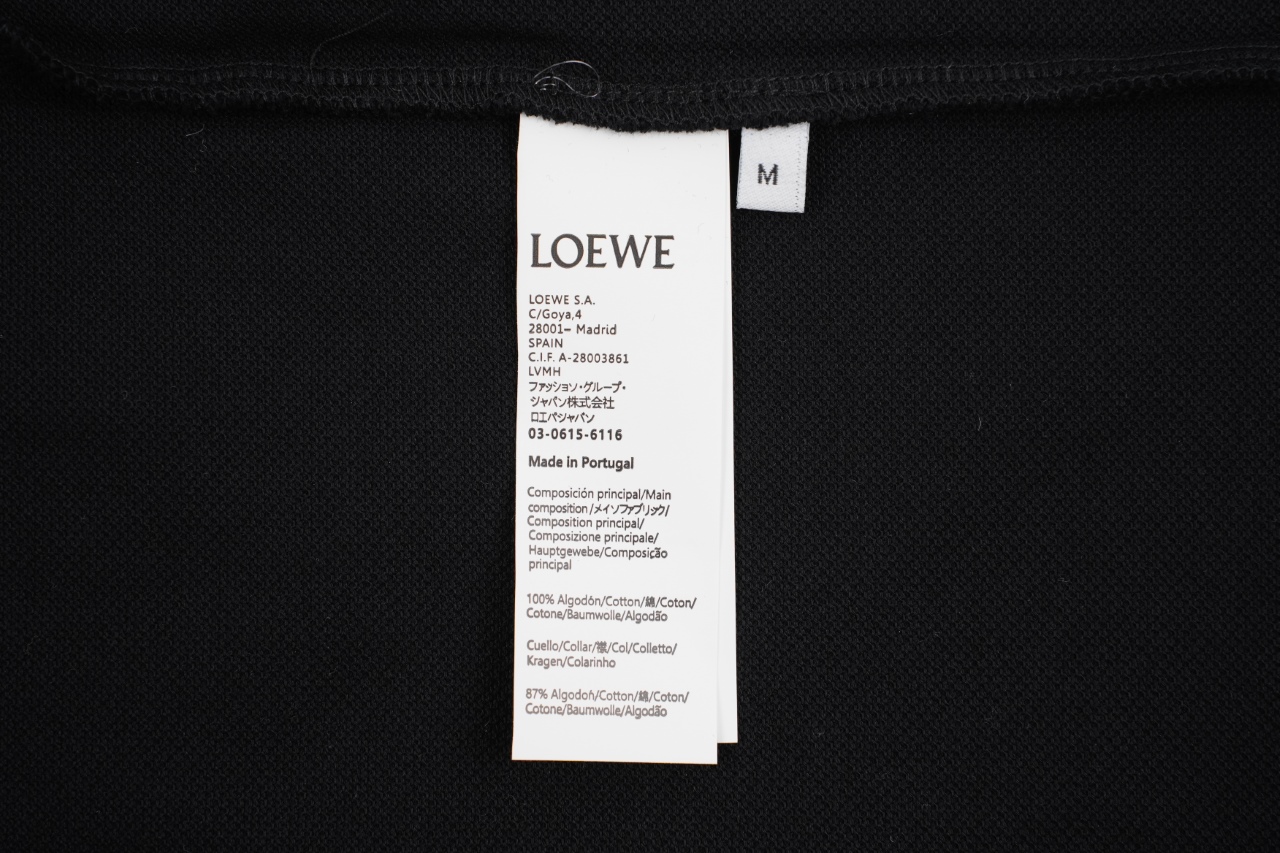 M
LOEWE
LOEWE S.A.
C/Goya,4
28001– Madrid
SPAIN
C.I.F. A-28003861
LVMH
ファッション・グループ・
ジャパン株式会社
ロエパジャパン
03-0615-6116
Made in Portugal
Composición principal/Main
composition/メイソファブリック/
Composition principal/
Composizione principale/
Hauptgewebe/Composição
principal
100% Algodón/Cotton/綿/Coton/
Cotone/Baumwolle/Algodão
Cuello/Collar/襟/Col/Colletto/
Kragen/Colarinho
87% Algodón/Cotton/綿/Coton/
Cotone/Baumwolle/Algodão